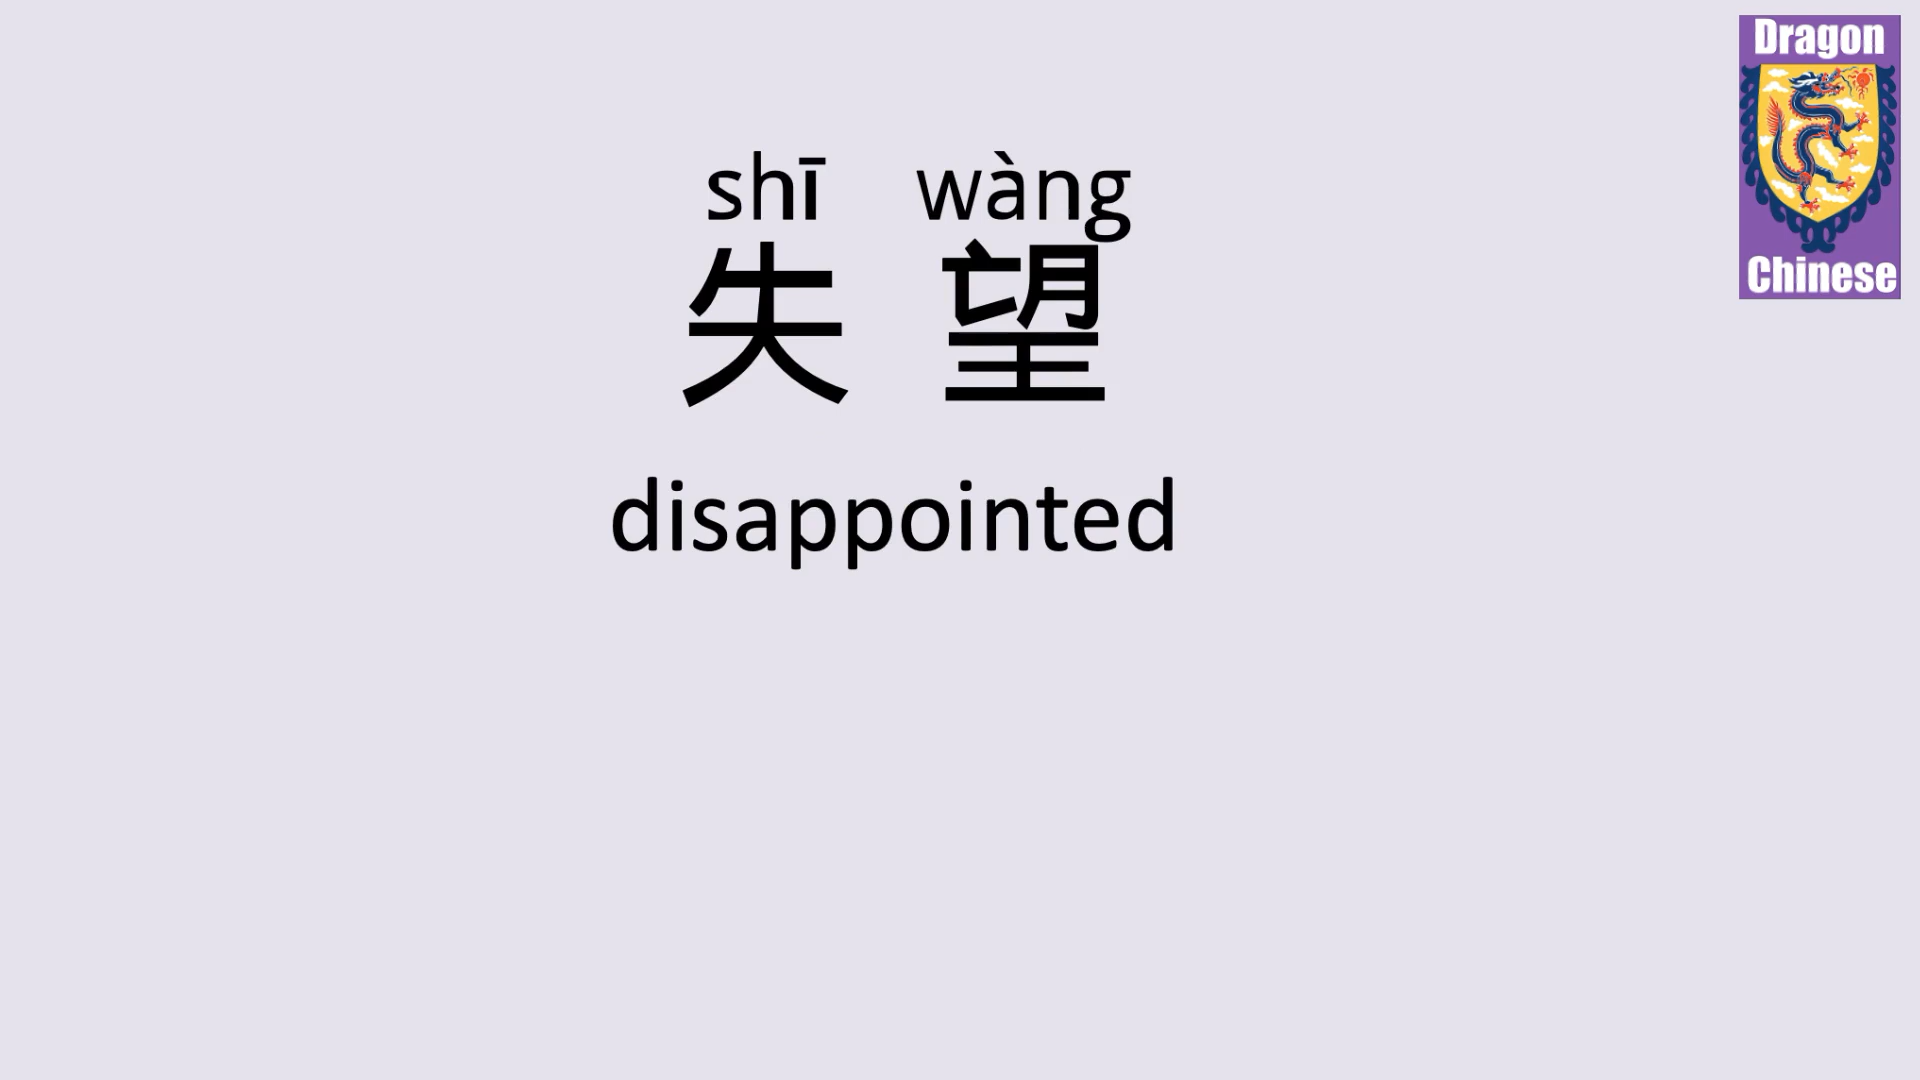 Dragon
Chinese
shī wàng
失望
disappointed